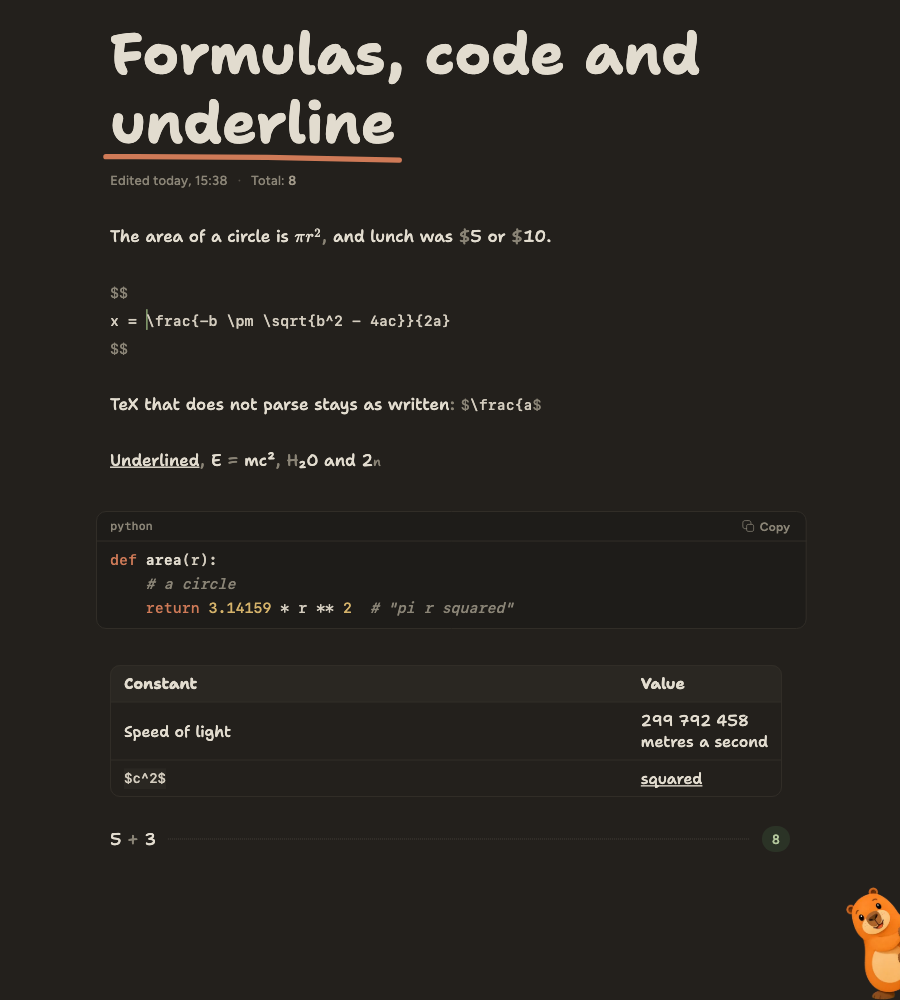 Formulas, code and
underline
Edited today, 15:38 · Total: 8
The area of a circle is πr², and lunch was $5 or $10.
$$
x = \frac{−b \pm \sqrt{b^2 − 4ac}}{2a}
$$
TeX that does not parse stays as written: $\frac{a$
Underlined, E = mc², H₂O and 2ₙ
python
Copy
def area(r):
    # a circle
    return 3.14159 * r ** 2  # "pi r squared"
Constant Value
Speed of light 299 792 458
metres a second
$c^2$ squared
5 + 3 8